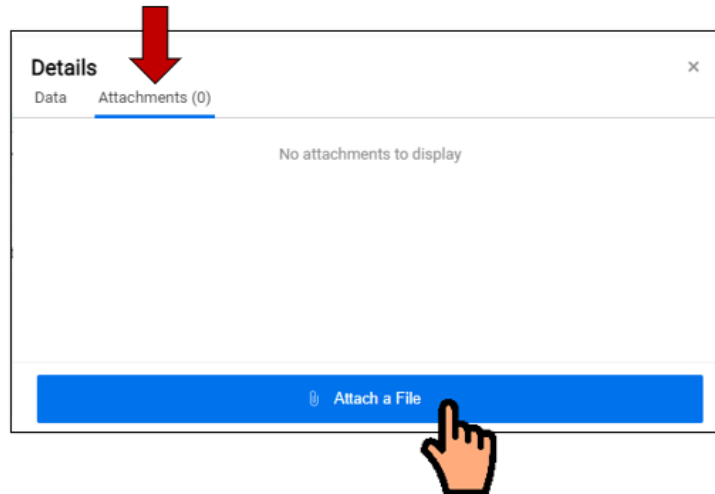 Details
Data Attachments (0)
No attachments to display
Attach a File